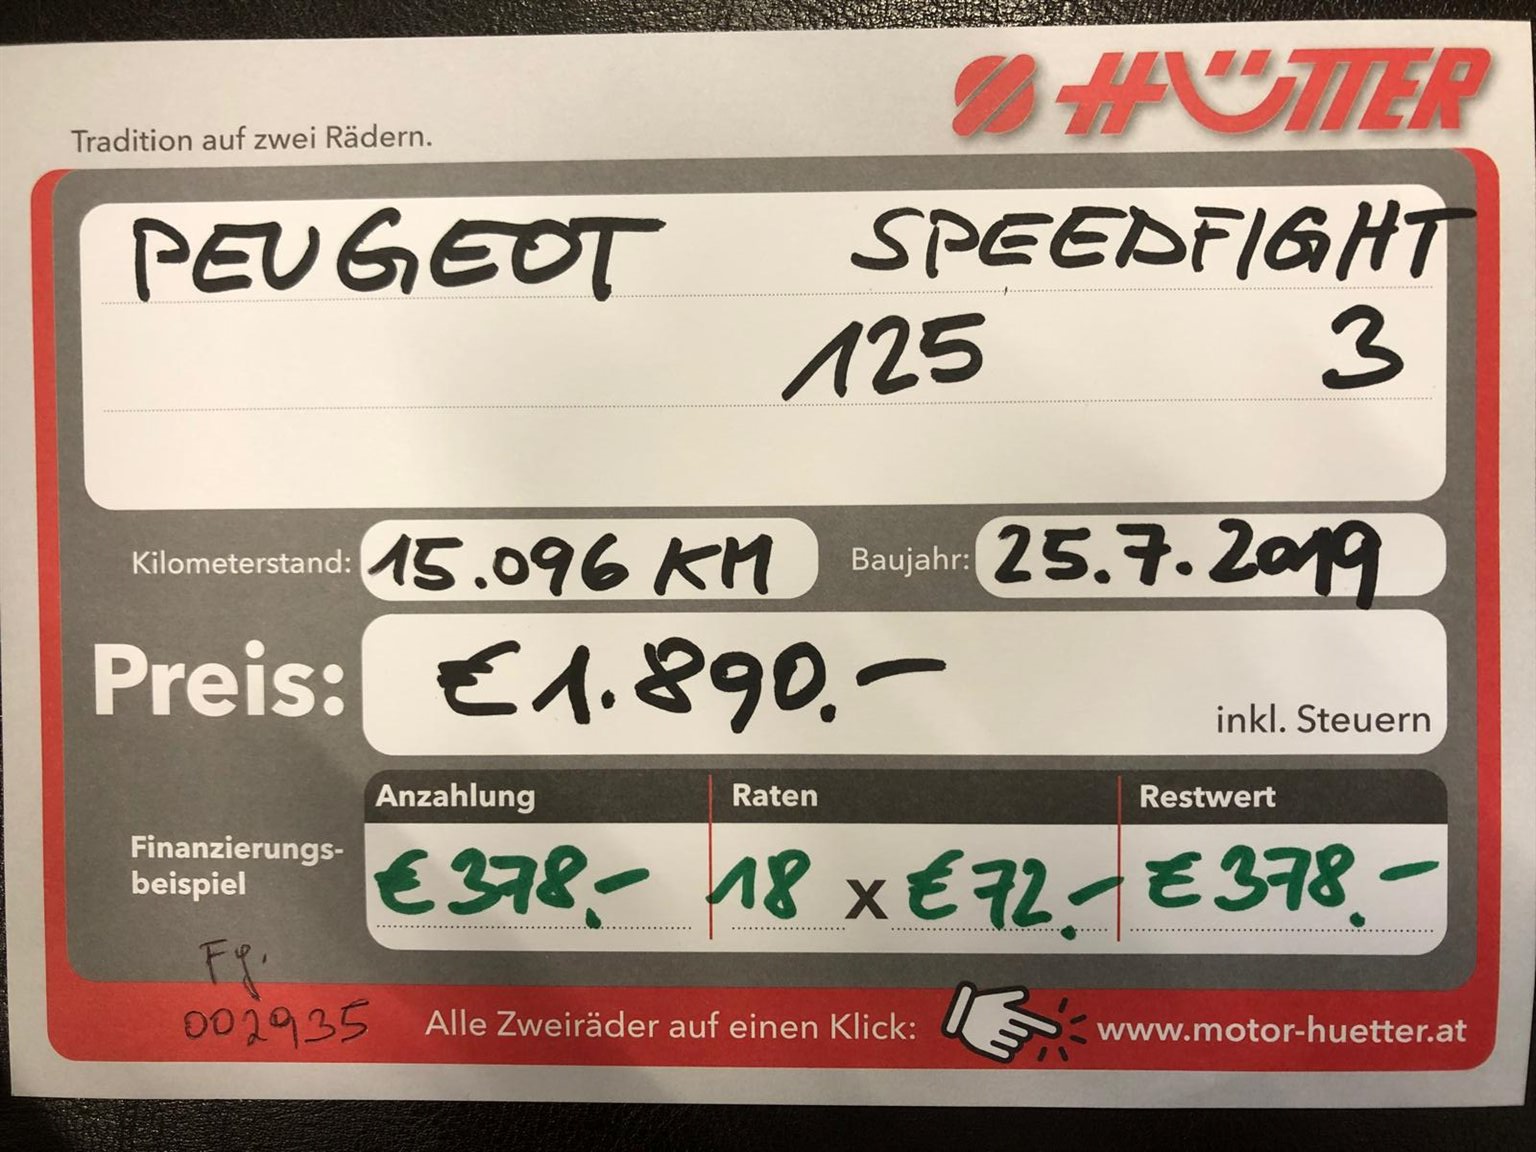 HÜTTER
Tradition auf zwei Rädern.
PEUGEOT SPEEDFIGHT
125 3
Kilometerstand: 15.096 KM Baujahr: 25.7.2019
Preis: € 1.890.-
inkl. Steuern
Anzahlung Raten Restwert
Finanzierungs-
beispiel
€ 378.- 18 x € 72.- € 378.-
Fg.
002935
Alle Zweiräder auf einen Klick: www.motor-huetter.at